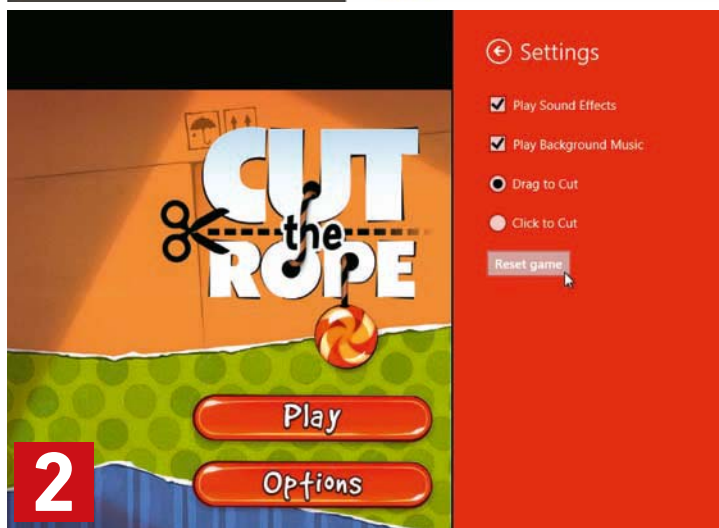 CUT
the
ROPE
Play
Options
2
Settings
Play Sound Effects
Play Background Music
Drag to Cut
Click to Cut
Reset game